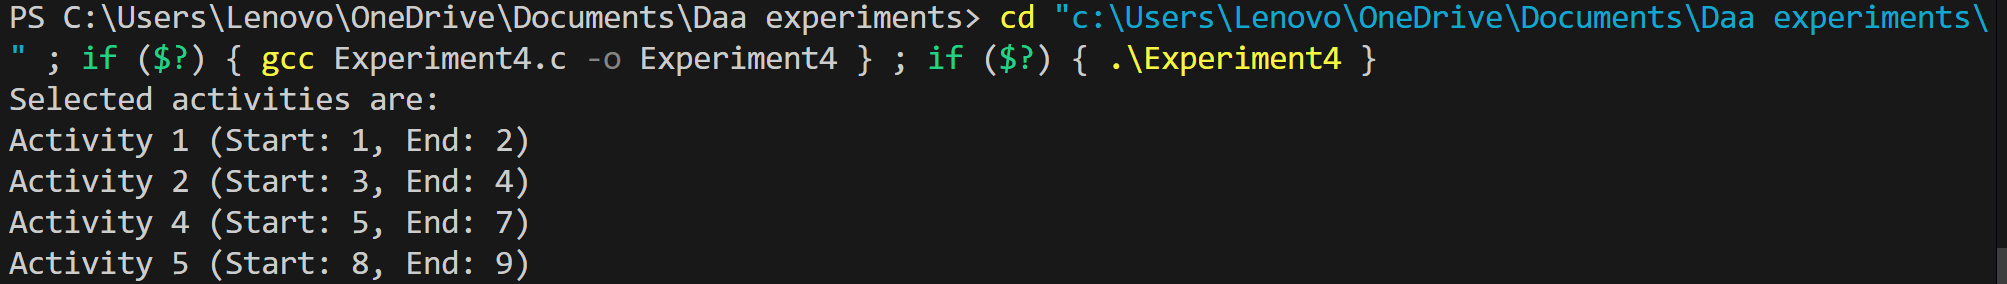 PS C:\Users\Lenovo\OneDrive\Documents\Daa experiments> cd "c:\Users\Lenovo\OneDrive\Documents\Daa experiments\
" ; if ($?) { gcc Experiment4.c -o Experiment4 } ; if ($?) { .\Experiment4 }
Selected activities are:
Activity 1 (Start: 1, End: 2)
Activity 2 (Start: 3, End: 4)
Activity 4 (Start: 5, End: 7)
Activity 5 (Start: 8, End: 9)